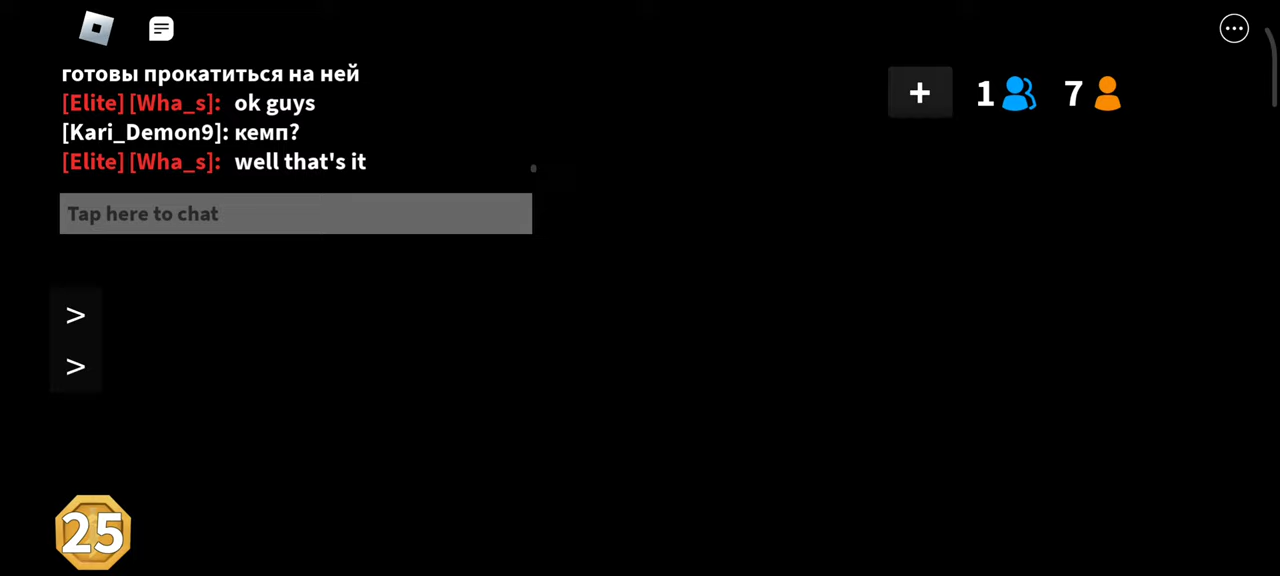 готовы прокатиться на ней
[Elite] [Wha_s]: ok guys
[Kari_Demon9]: кемп?
[Elite] [Wha_s]: well that's it
Tap here to chat
+ 1 7
>
>
25